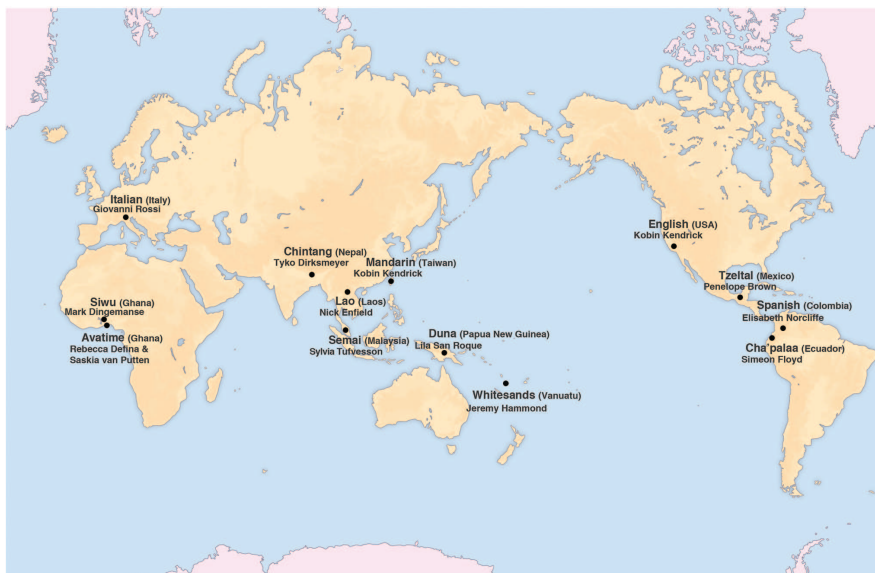 Italian (Italy)
Giovanni Rossi
English (USA)
Kobin Kendrick
Chintang (Nepal)
Tyko Dirksmeyer
Mandarin (Taiwan)
Kobin Kendrick
Tzeltal (Mexico)
Penelope Brown
Siwu (Ghana)
Mark Dingemanse
Lao (Laos)
Nick Enfield
Spanish (Colombia)
Elisabeth Norcliffe
Avatime (Ghana)
Rebecca Defina &
Saskia van Putten
Semai (Malaysia)
Sylvia Tufvesson
Duna (Papua New Guinea)
Lila San Roque
Cha'palaa (Ecuador)
Simeon Floyd
Whitesands (Vanuatu)
Jeremy Hammond